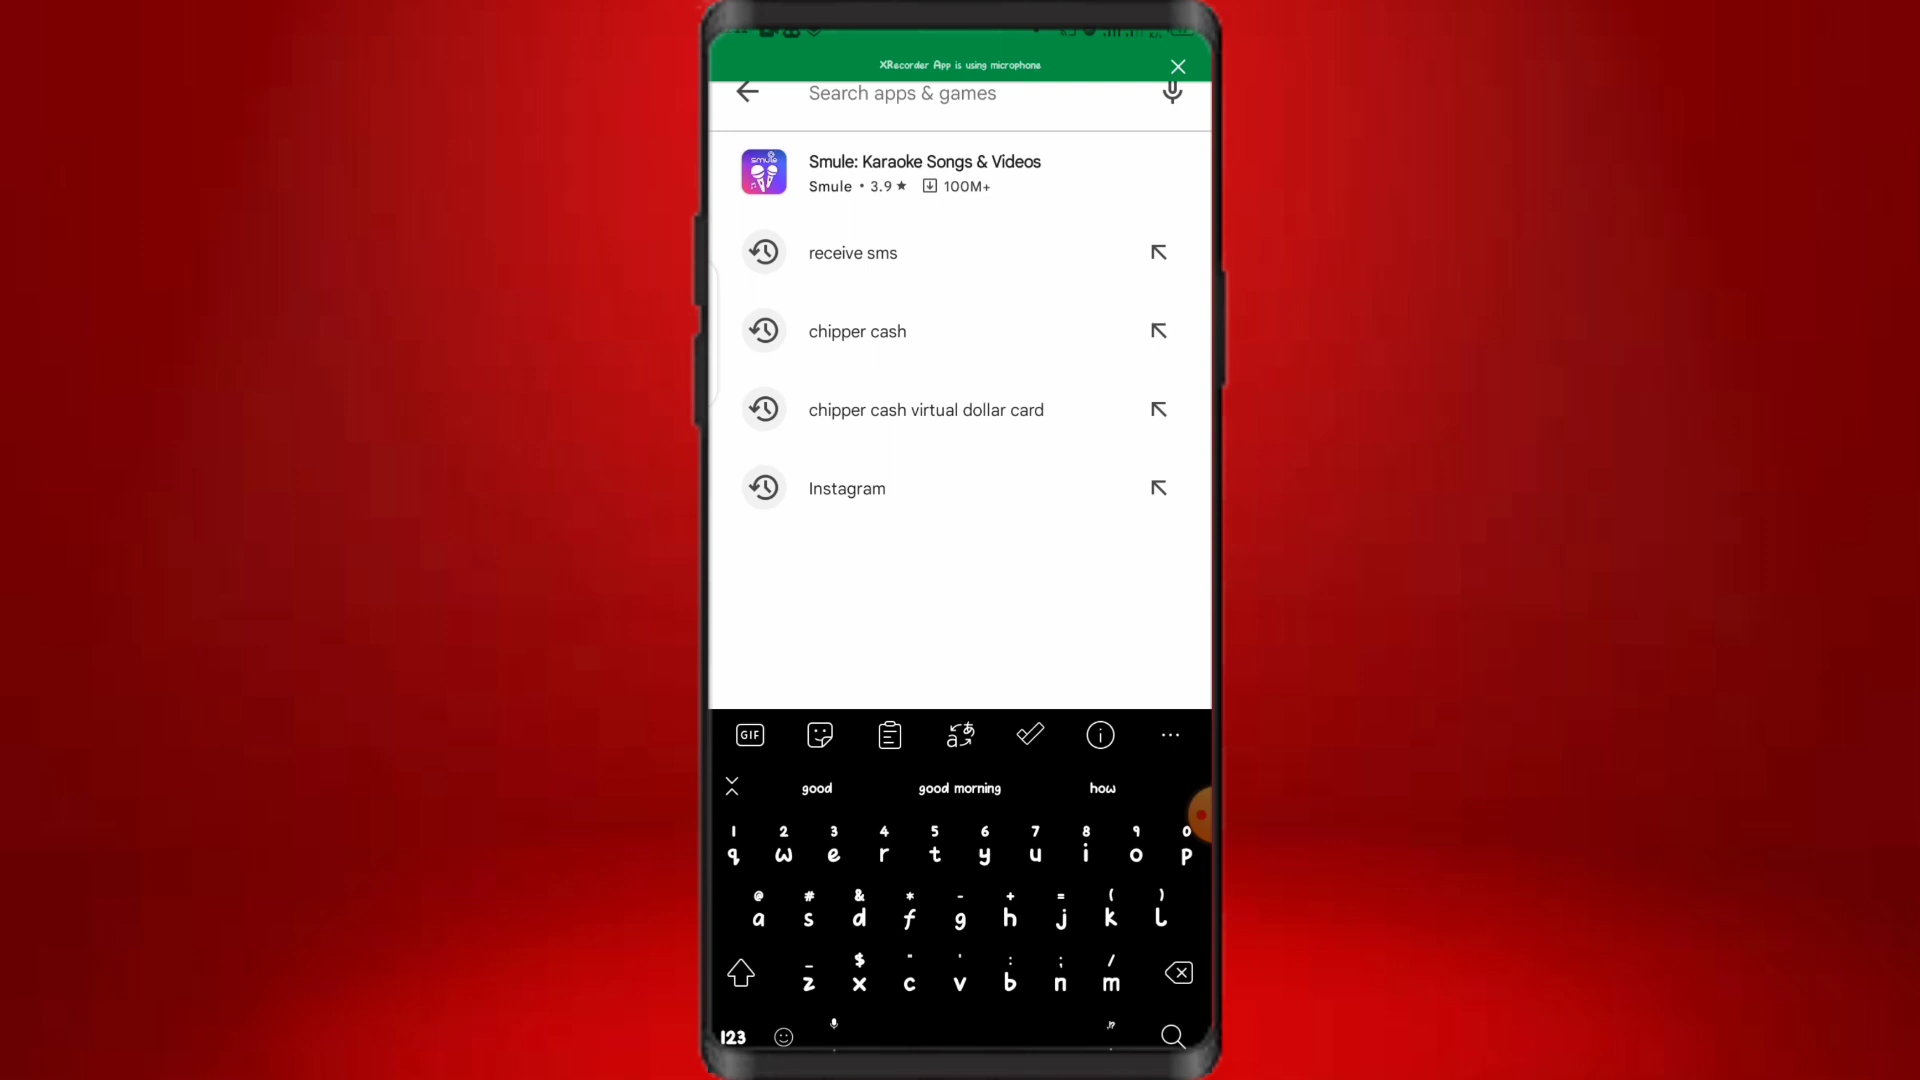 XRecorder App is using microphone
Search apps & games
smule
Smule: Karaoke Songs & Videos
Smule • 3.9 ★ 100M+
receive sms
chipper cash
chipper cash virtual dollar card
Instagram
GIF
good good morning how
1 2 3 4 5 6 7 8 9 0
q w e r t y u i o p
@ # & * - + = ( )
a s d f g h j k l
_ $ " ' : ; /
z x c v b n m
123 .